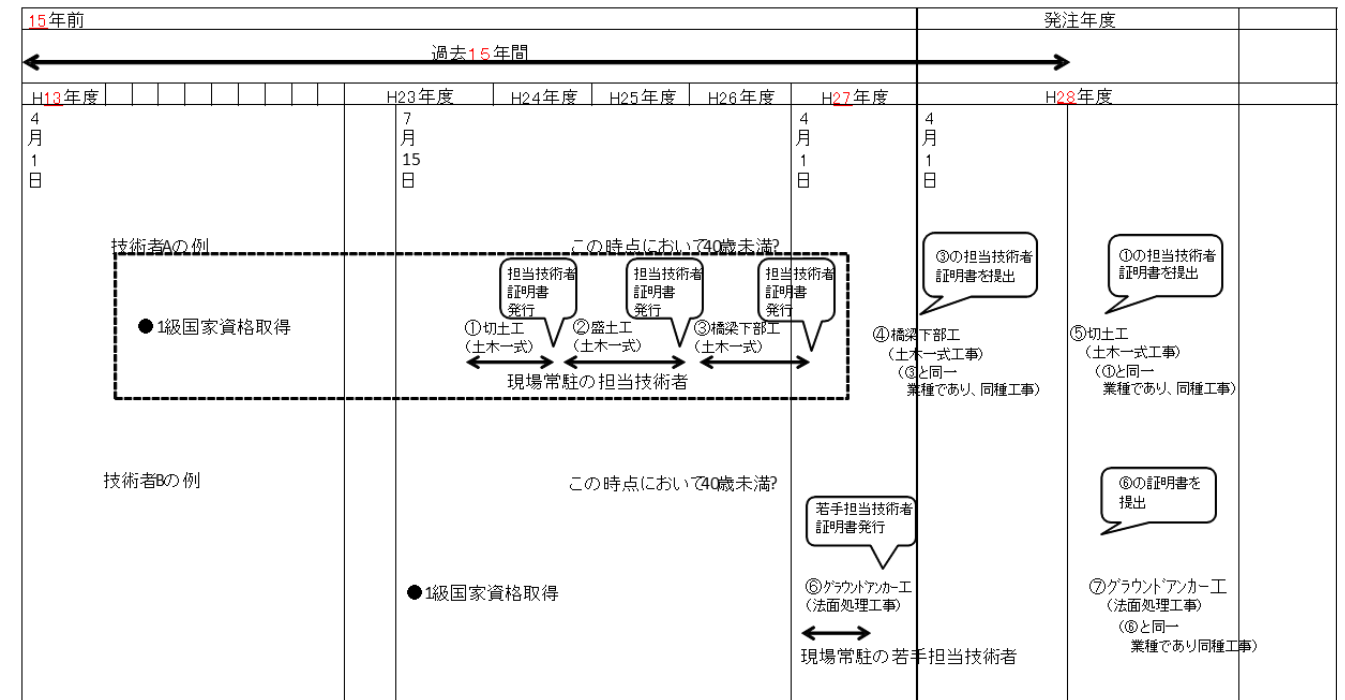 15年前
発注年度
過去15年間
H13年度
H23年度
H24年度
H25年度
H26年度
H27年度
H28年度
4
月
1
日
7
月
15
日
4
月
1
日
4
月
1
日
技術者Aの例
この時点において40歳未満?
担当技術者
証明書
発行
担当技術者
証明書
発行
担当技術者
証明書
発行
③の担当技術者
証明書を提出
①の担当技術者
証明書を提出
●1級国家資格取得
①切土工
(土木一式)
②盛土工
(土木一式)
③橋梁下部工
(土木一式)
現場常駐の担当技術者
④橋梁下部工
(土木一式工事)
(③と同一
業種であり、同種工事)
⑤切土工
(土木一式工事)
(①と同一
業種であり、同種工事)
技術者Bの例
この時点において40歳未満?
若手担当技術者
証明書発行
⑥の証明書を
提出
●1級国家資格取得
⑥グラウンドアンカー工
(法面処理工事)
現場常駐の若手担当技術者
⑦グラウンドアンカー工
(法面処理工事)
(⑥と同一
業種であり同種工事)